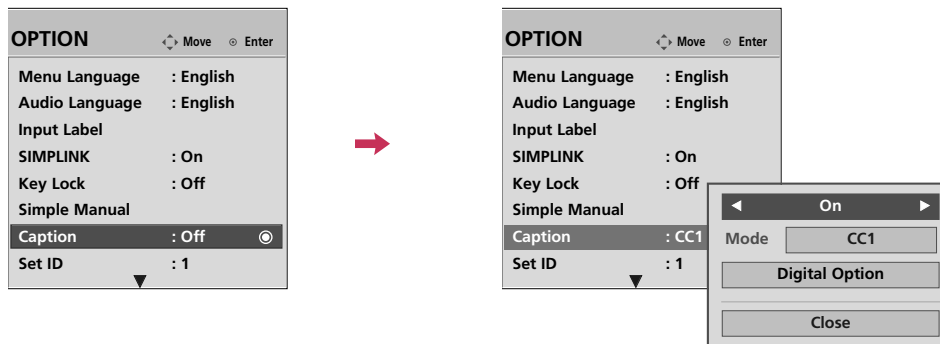 OPTION Move Enter
Menu Language : English
Audio Language : English
Input Label
SIMPLINK : On
Key Lock : Off
Simple Manual
Caption : Off
Set ID : 1
OPTION Move Enter
Menu Language : English
Audio Language : English
Input Label
SIMPLINK : On
Key Lock : Off
Simple Manual
Caption : CC1
Set ID : 1
On
Mode CC1
Digital Option
Close